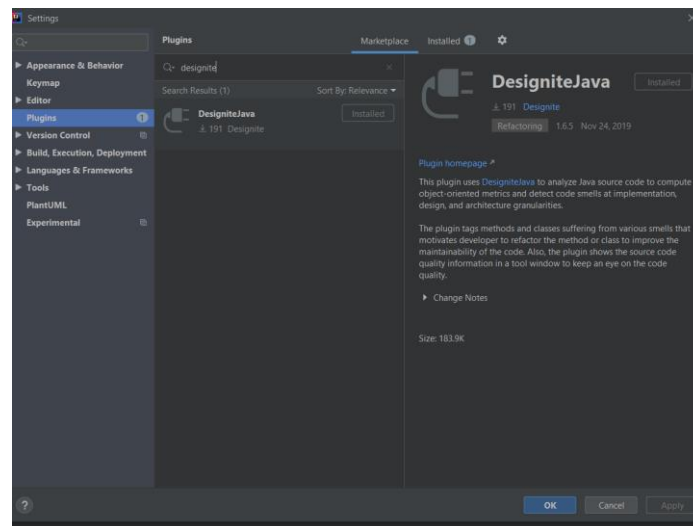 Settings
Plugins
Marketplace
Installed 1
Appearance & Behavior
Keymap
Editor
Plugins 1
Version Control
Build, Execution, Deployment
Languages & Frameworks
Tools
PlantUML
Experimental
designite
Search Results (1) Sort By: Relevance
DesigniteJava
191 Designite
Installed
DesigniteJava
Installed
191 Designite
Refactoring 1.6.5 Nov 24, 2019
Plugin homepage
This plugin uses DesigniteJava to analyze Java source code to compute
object-oriented metrics and detect code smells at implementation,
design, and architecture granularities.
The plugin tags methods and classes suffering from various smells that
motivates developer to refactor the method or class to improve the
maintainability of the code. Also, the plugin shows the source code
quality information in a tool window to keep an eye on the code
quality.
Change Notes
Size: 183.9K
?
OK
Cancel
Apply